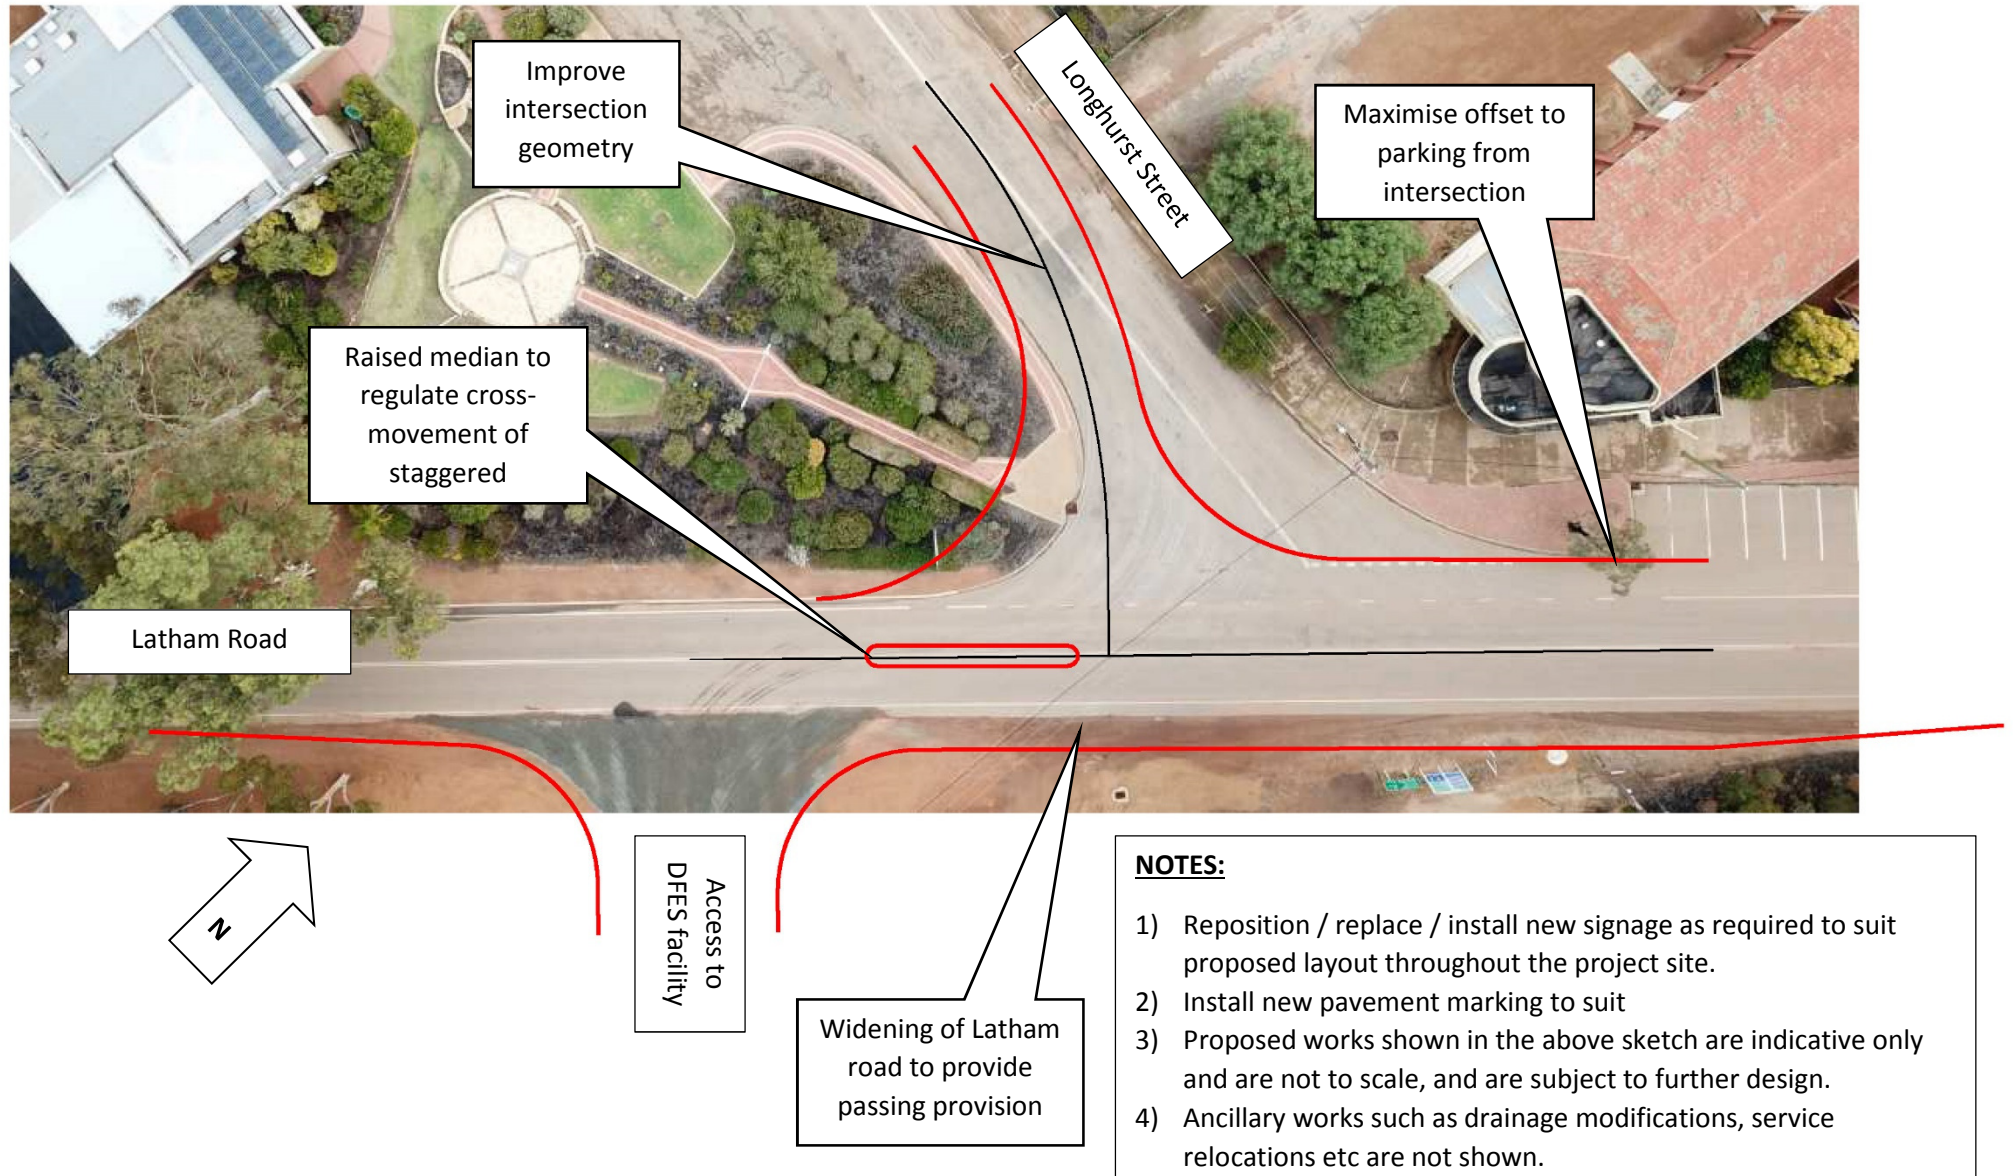 Improve
intersection
geometry
Longhurst Street
Maximise offset to
parking from
intersection
Raised median to
regulate cross-
movement of
staggered
Latham Road
N
Access to
DFES facility
Widening of Latham
road to provide
passing provision
NOTES:
1) Reposition / replace / install new signage as required to suit
proposed layout throughout the project site.
2) Install new pavement marking to suit
3) Proposed works shown in the above sketch are indicative only
and are not to scale, and are subject to further design.
4) Ancillary works such as drainage modifications, service
relocations etc are not shown.